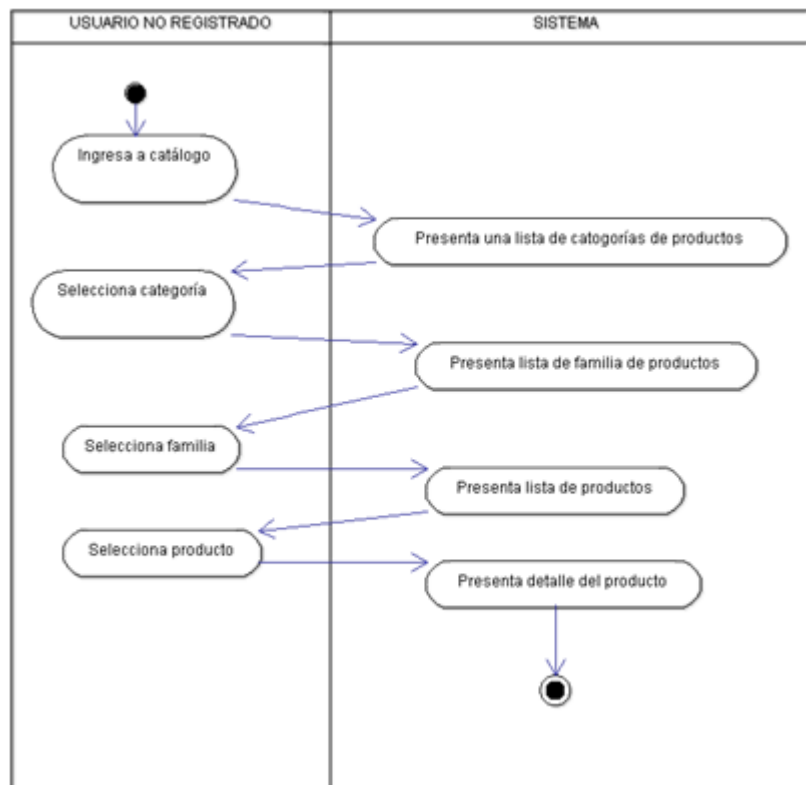 USUARIO NO REGISTRADO
SISTEMA
Ingresa a catálogo
Presenta una lista de catogorías de productos
Selecciona categoría
Presenta lista de familia de productos
Selecciona familia
Presenta lista de productos
Selecciona producto
Presenta detalle del producto